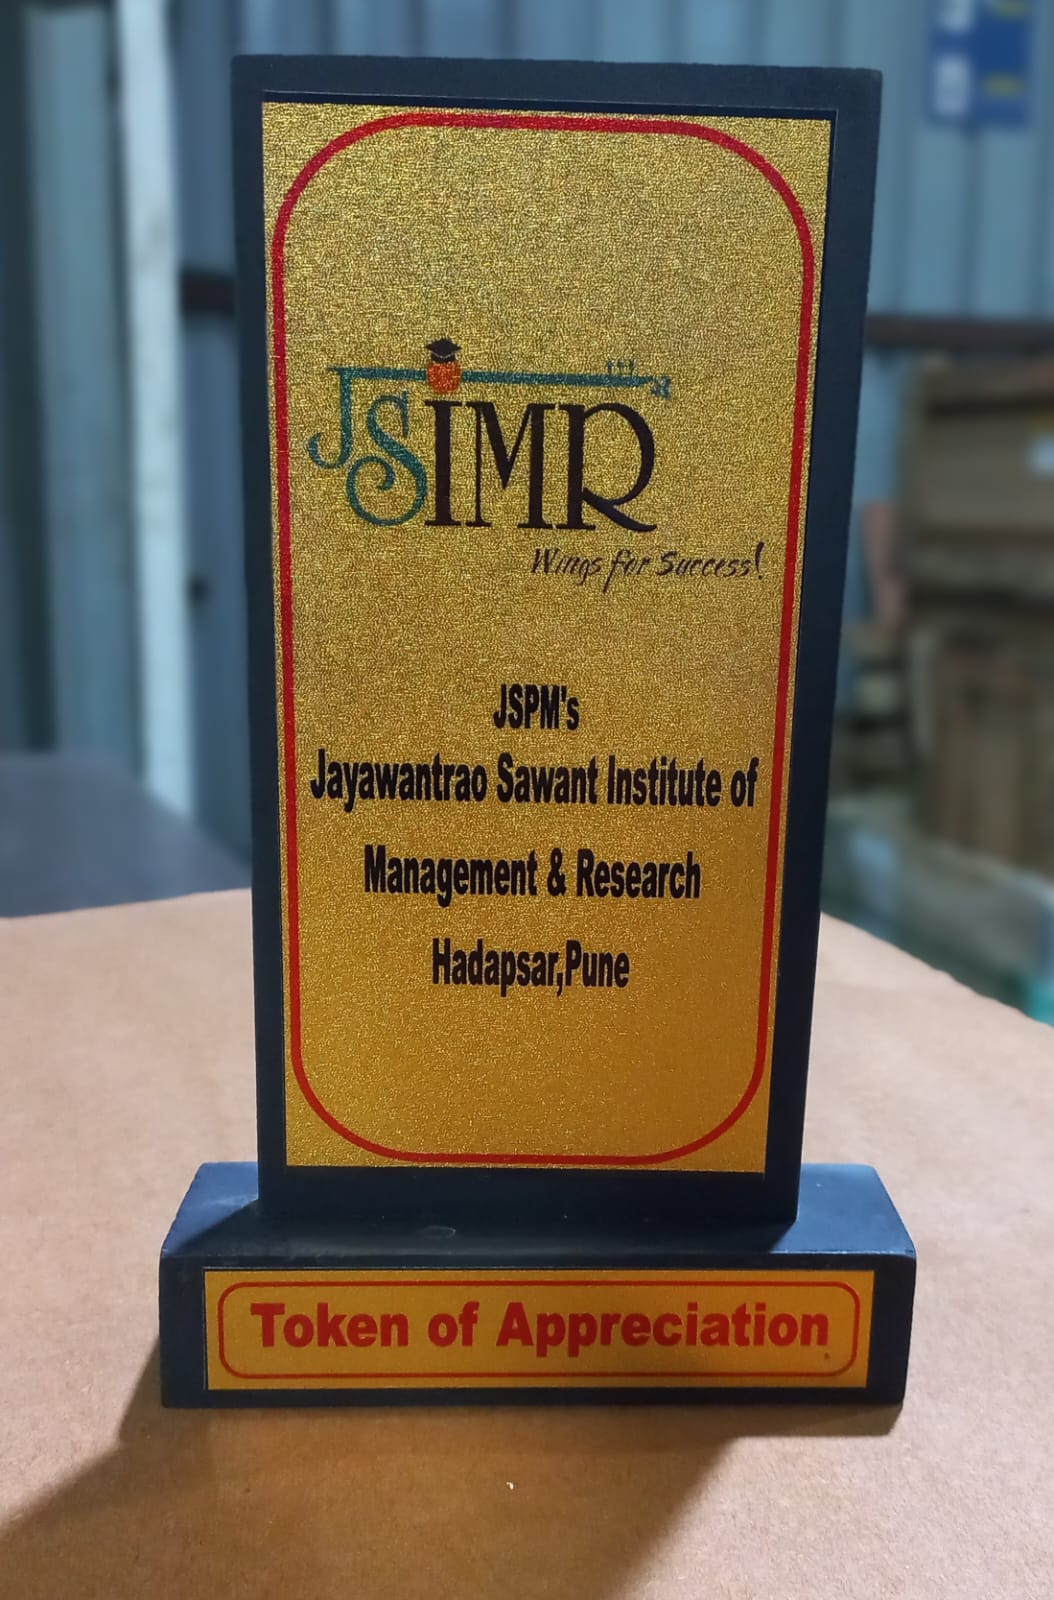 JSIMR
Wings for Success!
JSPM's
Jayawantrao Sawant Institute of
Management & Research
Hadapsar,Pune
Token of Appreciation